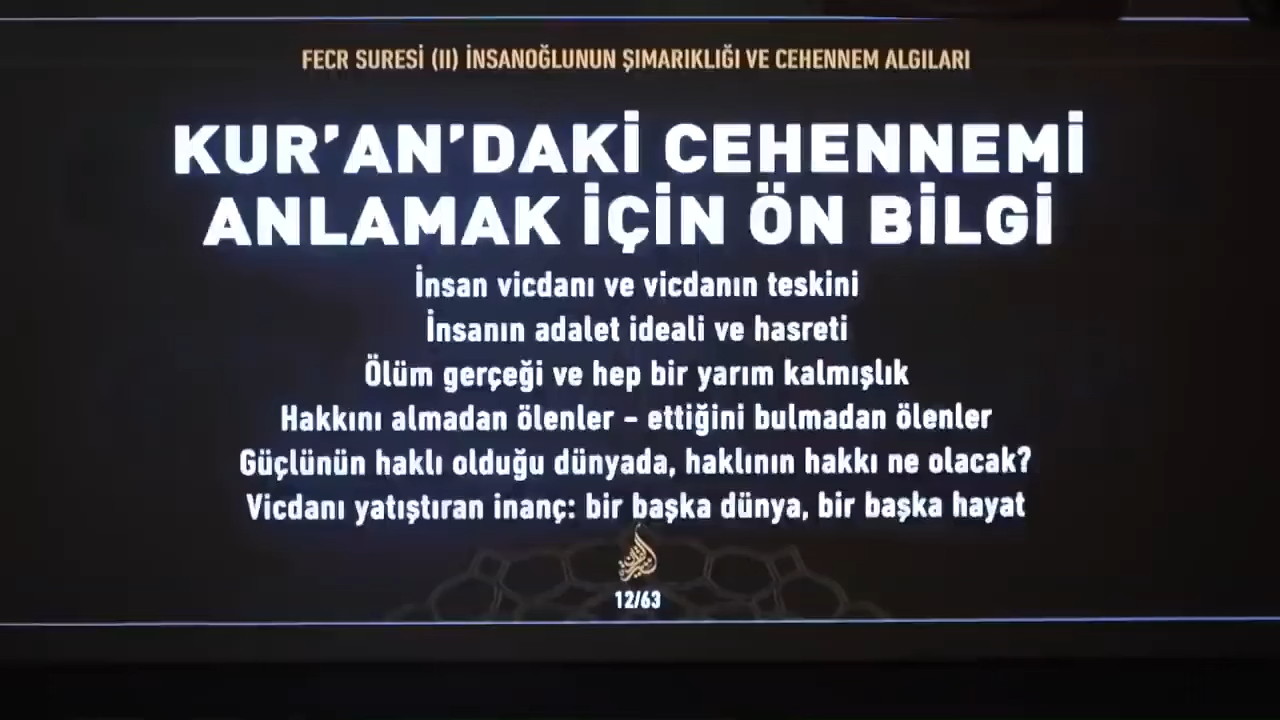 FECR SURESİ (II) İNSANOĞLUNUN ŞIMARIKLIĞI VE CEHENNEM ALGILARI
KUR'AN'DAKİ CEHENNEMİ
ANLAMAK İÇİN ÖN BİLGİ
İnsan vicdanı ve vicdanın teskini
İnsanın adalet ideali ve hasreti
Ölüm gerçeği ve hep bir yarım kalmışlık
Hakkını almadan ölenler – ettiğini bulmadan ölenler
Güçlünün haklı olduğu dünyada, haklının hakkı ne olacak?
Vicdanı yatıştıran inanç: bir başka dünya, bir başka hayat
12/63